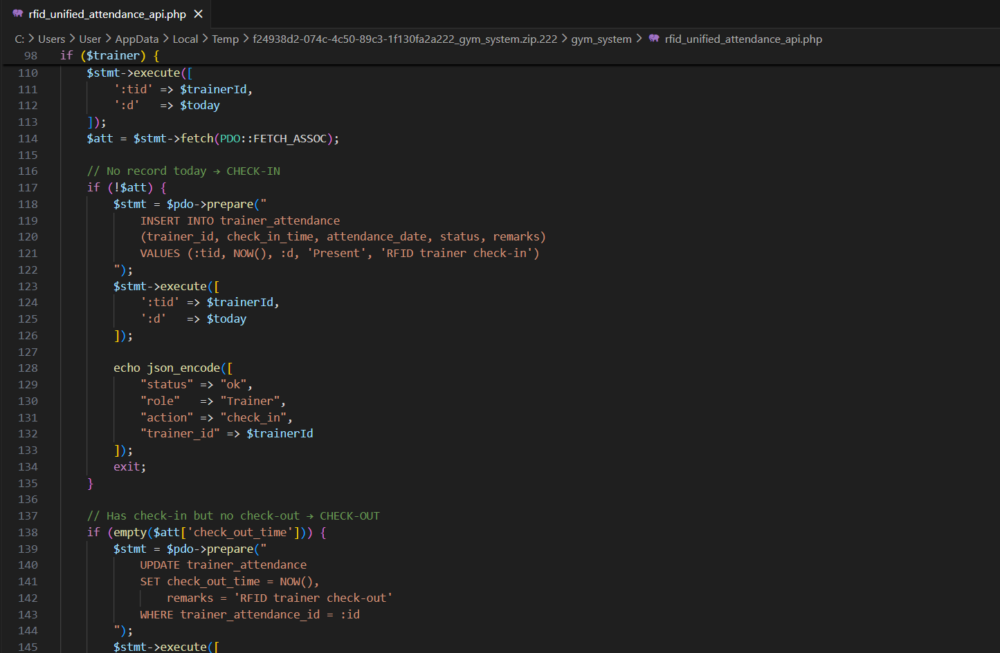 rfid_unified_attendance_api.php ×
C: > Users > User > AppData > Local > Temp > f24938d2-074c-4c50-89c3-1f130fa2a222_gym_system.zip.222 > gym_system > rfid_unified_attendance_api.php
98 if ($trainer) {
110 $stmt->execute([
111 ':tid' => $trainerId,
112 ':d'   => $today
113 ]);
114 $att = $stmt->fetch(PDO::FETCH_ASSOC);
115
116 // No record today → CHECK-IN
117 if (!$att) {
118 $stmt = $pdo->prepare("
119 INSERT INTO trainer_attendance
120 (trainer_id, check_in_time, attendance_date, status, remarks)
121 VALUES (:tid, NOW(), :d, 'Present', 'RFID trainer check-in')
122 ");
123 $stmt->execute([
124 ':tid' => $trainerId,
125 ':d'   => $today
126 ]);
127
128 echo json_encode([
129 "status" => "ok",
130 "role"   => "Trainer",
131 "action" => "check_in",
132 "trainer_id" => $trainerId
133 ]);
134 exit;
135 }
136
137 // Has check-in but no check-out → CHECK-OUT
138 if (empty($att['check_out_time'])) {
139 $stmt = $pdo->prepare("
140 UPDATE trainer_attendance
141 SET check_out_time = NOW(),
142 remarks = 'RFID trainer check-out'
143 WHERE trainer_attendance_id = :id
144 ");
145 $stmt->execute([